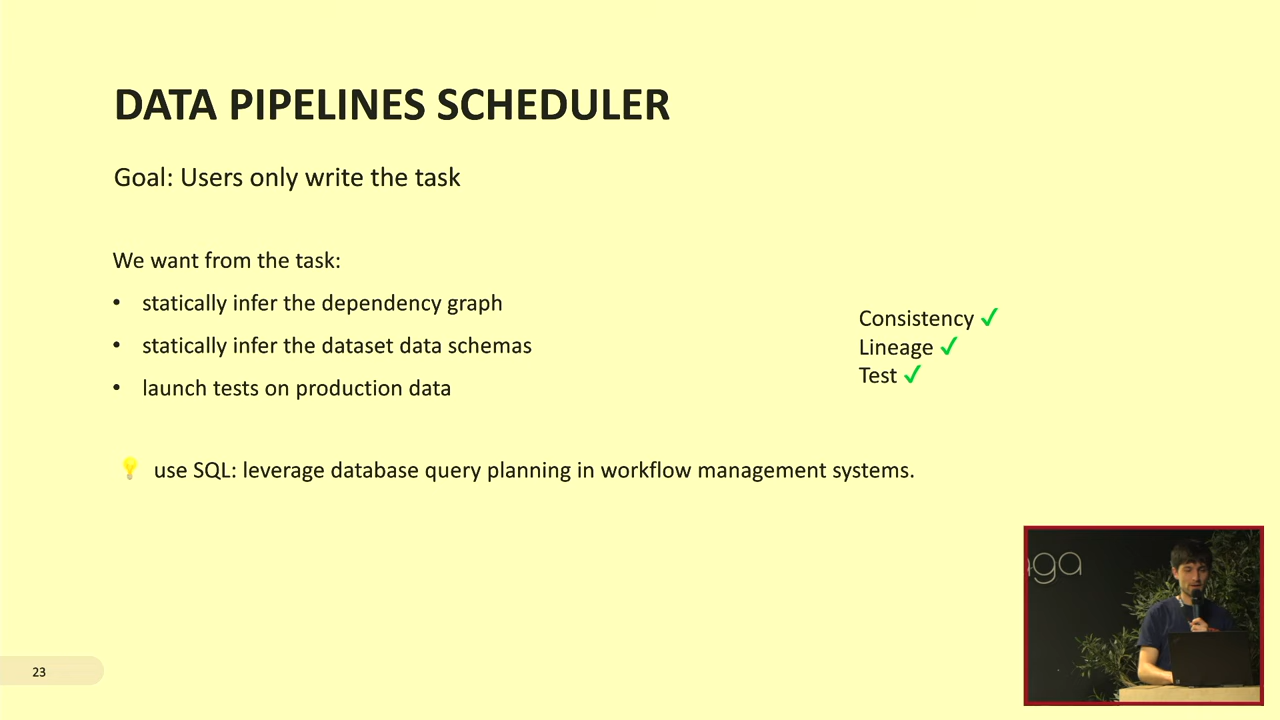 DATA PIPELINES SCHEDULER
Goal: Users only write the task
We want from the task:
• statically infer the dependency graph
• statically infer the dataset data schemas
• launch tests on production data
Consistency ✓
Lineage ✓
Test ✓
use SQL: leverage database query planning in workflow management systems.
23